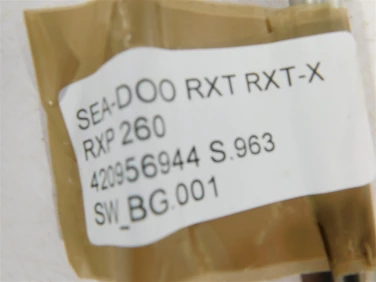 SEA-DOO RXT RXT-X
RXP 260
420956944 S.963
SW_BG.001